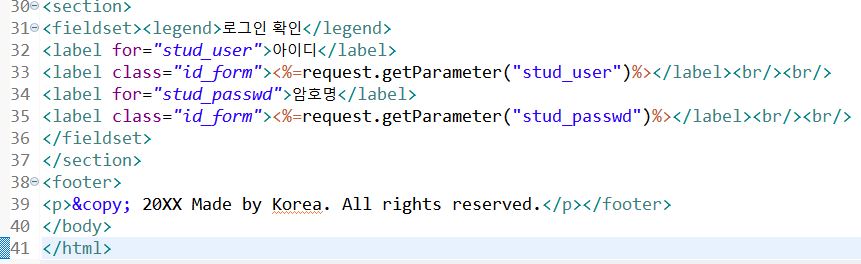 30 <section>
31 <fieldset><legend>로그인 확인</legend>
32 <label for="stud_user">아이디</label>
33 <label class="id_form"><%=request.getParameter("stud_user")%></label><br/><br/>
34 <label for="stud_passwd">암호명</label>
35 <label class="id_form"><%=request.getParameter("stud_passwd")%></label><br/><br/>
36 </fieldset>
37 </section>
38 <footer>
39 <p>&copy; 20XX Made by Korea. All rights reserved.</p></footer>
40 </body>
41 </html>